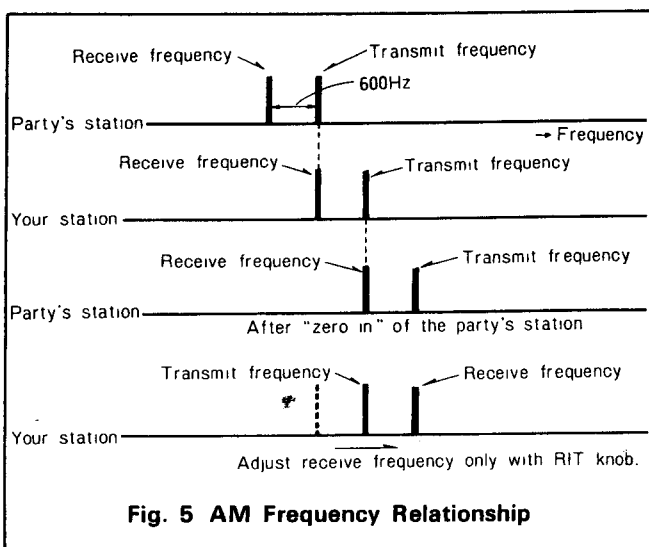 Receive frequency Transmit frequency
600Hz
Party's station
→ Frequency
Receive frequency Transmit frequency
Your station
Receive frequency Transmit frequency
Party's station
After "zero in" of the party's station
Transmit frequency Receive frequency
Your station
Adjust receive frequency only with RIT knob.
Fig. 5 AM Frequency Relationship